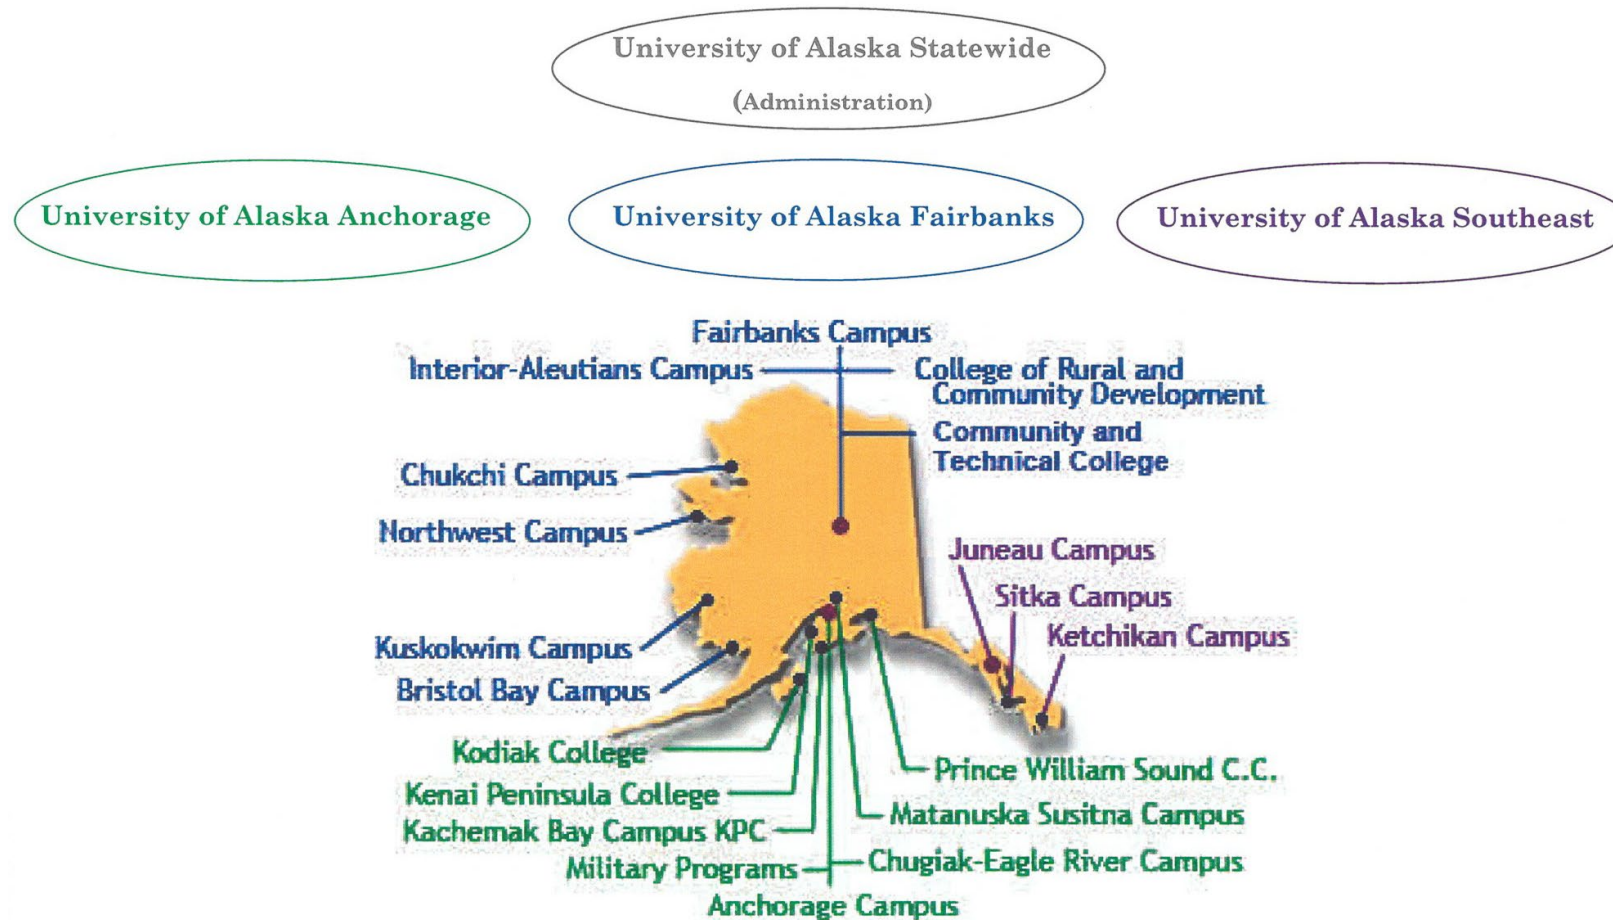 University of Alaska Statewide
(Administration)
University of Alaska Anchorage
University of Alaska Fairbanks
University of Alaska Southeast
Fairbanks Campus
Interior-Aleutians Campus
College of Rural and
Community Development
Community and
Technical College
Chukchi Campus
Northwest Campus
Juneau Campus
Sitka Campus
Ketchikan Campus
Kuskokwim Campus
Bristol Bay Campus
Kodiak College
Prince William Sound C.C.
Kenai Peninsula College
Matanuska Susitna Campus
Kachemak Bay Campus KPC
Military Programs
Chugiak-Eagle River Campus
Anchorage Campus